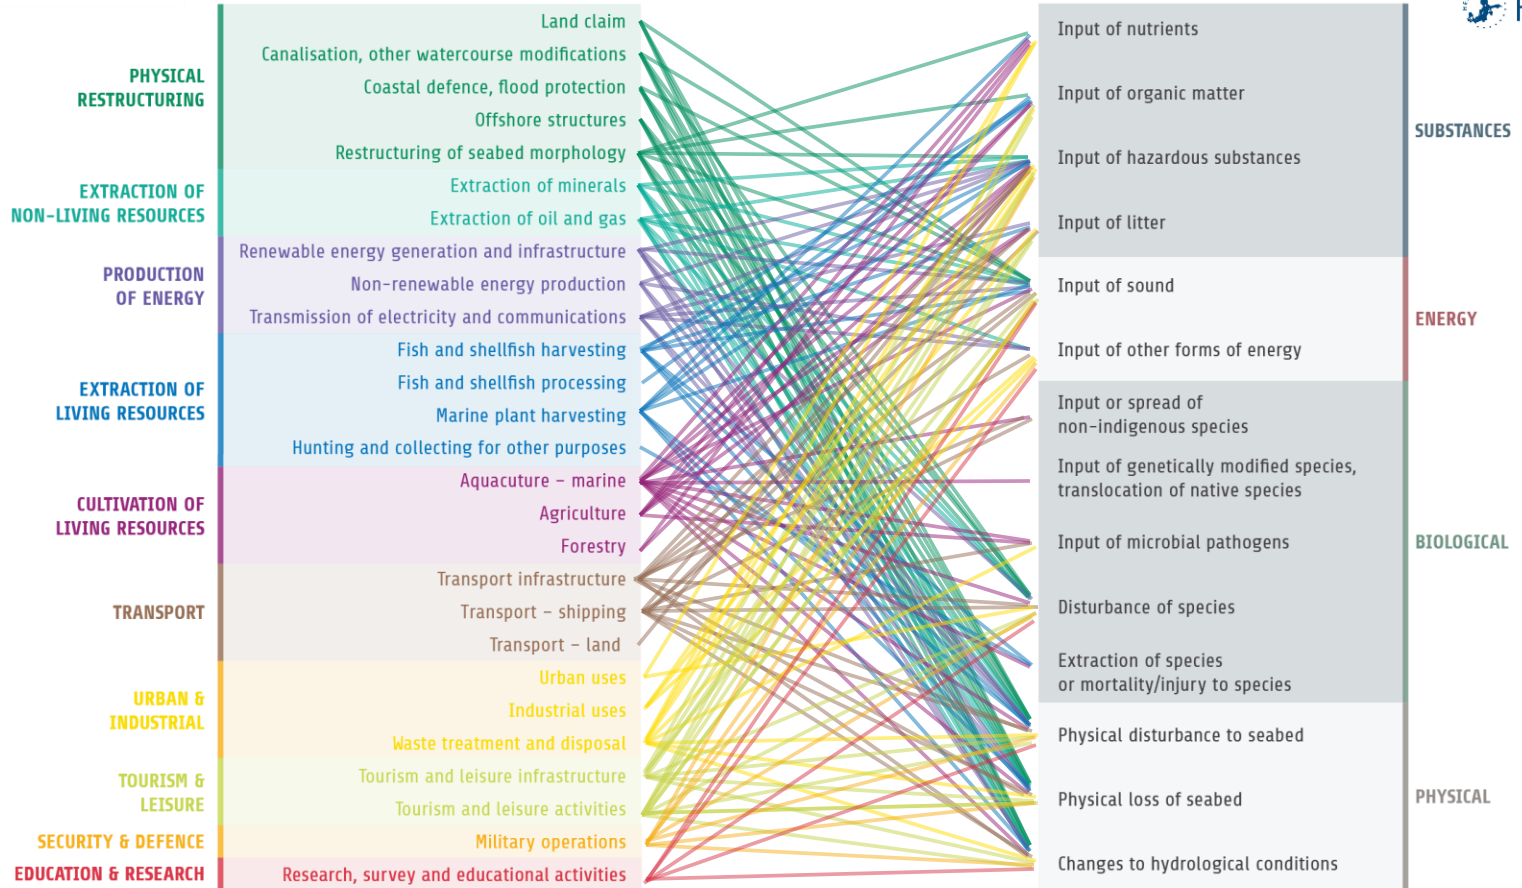 PHYSICAL
RESTRUCTURING
Land claim
Canalisation, other watercourse modifications
Coastal defence, flood protection
Offshore structures
Restructuring of seabed morphology
EXTRACTION OF
NON-LIVING RESOURCES
Extraction of minerals
Extraction of oil and gas
PRODUCTION
OF ENERGY
Renewable energy generation and infrastructure
Non-renewable energy production
Transmission of electricity and communications
EXTRACTION OF
LIVING RESOURCES
Fish and shellfish harvesting
Fish and shellfish processing
Marine plant harvesting
Hunting and collecting for other purposes
CULTIVATION OF
LIVING RESOURCES
Aquacuture – marine
Agriculture
Forestry
TRANSPORT
Transport infrastructure
Transport – shipping
Transport – land
URBAN &
INDUSTRIAL
Urban uses
Industrial uses
Waste treatment and disposal
TOURISM &
LEISURE
Tourism and leisure infrastructure
Tourism and leisure activities
SECURITY & DEFENCE
Military operations
EDUCATION & RESEARCH
Research, survey and educational activities
Input of nutrients
Input of organic matter
Input of hazardous substances
Input of litter
SUBSTANCES
Input of sound
Input of other forms of energy
ENERGY
Input or spread of
non-indigenous species
Input of genetically modified species,
translocation of native species
Input of microbial pathogens
Disturbance of species
Extraction of species
or mortality/injury to species
BIOLOGICAL
Physical disturbance to seabed
Physical loss of seabed
Changes to hydrological conditions
PHYSICAL